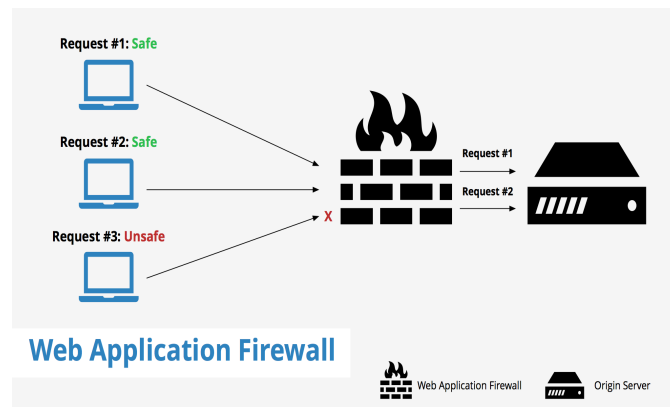 Request #1: Safe
Request #2: Safe
Request #3: Unsafe
X
Request #1
Request #2
Web Application Firewall
Web Application Firewall
Origin Server